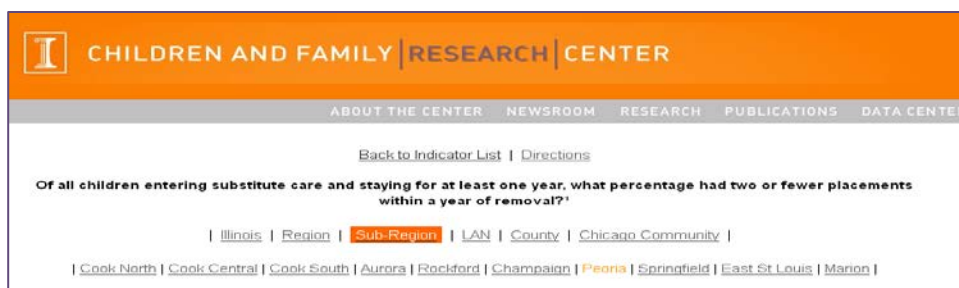 I CHILDREN AND FAMILY|RESEARCH|CENTER
ABOUT THE CENTER NEWSROOM RESEARCH PUBLICATIONS DATA CENTE
Back to Indicator List | Directions
Of all children entering substitute care and staying for at least one year, what percentage had two or fewer placements
within a year of removal?¹
| Illinois | Region | Sub-Region | LAN | County | Chicago Community |
| Cook North | Cook Central | Cook South | Aurora | Rockford | Champaign | Peoria | Springfield | East St Louis | Marion |